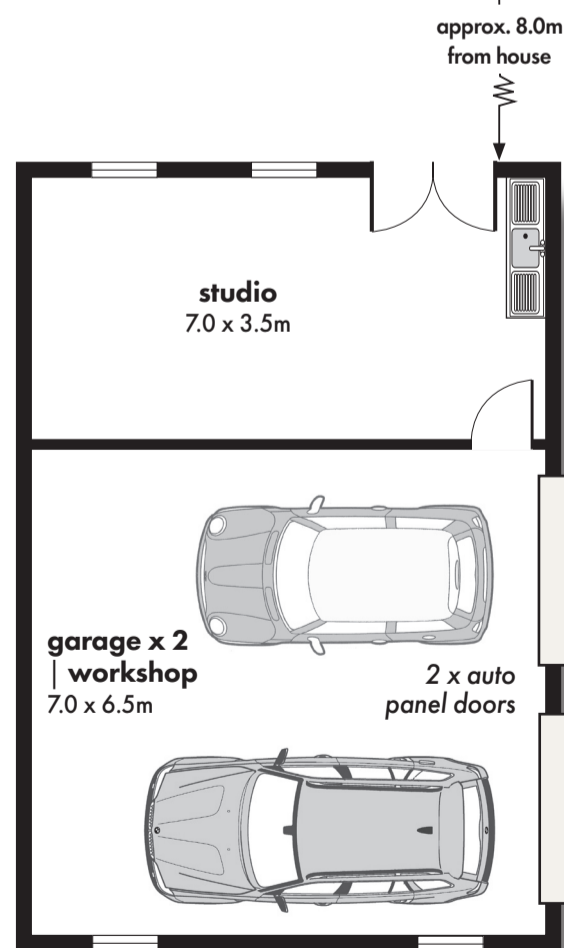 approx. 8.0m
from house
studio
7.0 x 3.5m
garage x 2
| workshop
7.0 x 6.5m
2 x auto
panel doors